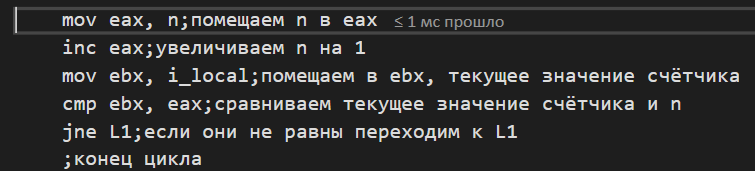 mov eax, n;помещаем n в eax ≤ 1 мс прошло
inc eax;увеличиваем n на 1
mov ebx, i_local;помещаем в ebx, текущее значение счётчика
cmp ebx, eax;сравниваем текущее значение счётчика и n
jne L1;если они не равны переходим к L1
;конец цикла